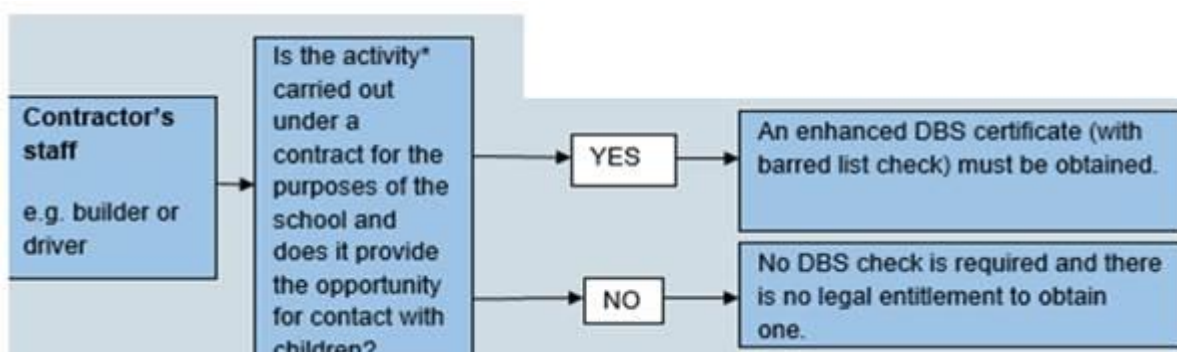 Contractor's
staff
e.g. builder or
driver
Is the activity*
carried out
under a
contract for the
purposes of the
school and
does it provide
the opportunity
for contact with
children?
YES
An enhanced DBS certificate (with
barred list check) must be obtained.
NO
No DBS check is required and there
is no legal entitlement to obtain
one.